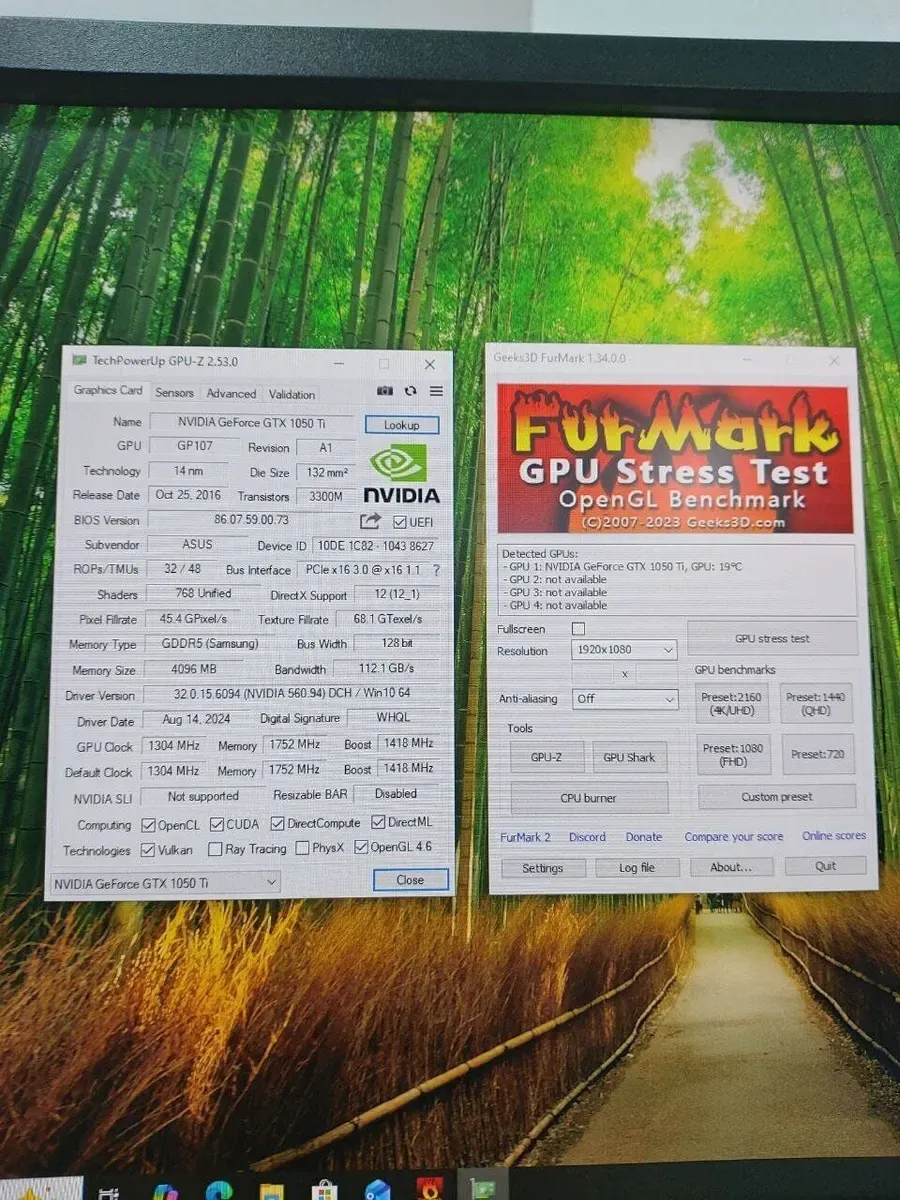 TechPowerUp GPU-Z 2.53.0
Graphics Card Sensors Advanced Validation
Name NVIDIA GeForce GTX 1050 Ti Lookup
GPU GP107 Revision A1
Technology 14 nm Die Size 132 mm²
Release Date Oct 25, 2016 Transistors 3300M
NVIDIA
BIOS Version 86.07.59.00.73 UEFI
Subvendor ASUS Device ID 10DE 1C82 - 1043 8627
ROPs/TMUs 32 / 48 Bus Interface PCIe x16 3.0 @ x16 1.1 ?
Shaders 768 Unified DirectX Support 12 (12_1)
Pixel Fillrate 45.4 GPixel/s Texture Fillrate 68.1 GTexel/s
Memory Type GDDR5 (Samsung) Bus Width 128 bit
Memory Size 4096 MB Bandwidth 112.1 GB/s
Driver Version 32.0.15.6094 (NVIDIA 560.94) DCH / Win10 64
Driver Date Aug 14, 2024 Digital Signature WHQL
GPU Clock 1304 MHz Memory 1752 MHz Boost 1418 MHz
Default Clock 1304 MHz Memory 1752 MHz Boost 1418 MHz
NVIDIA SLI Not supported Resizable BAR Disabled
Computing OpenCL CUDA DirectCompute DirectML
Technologies Vulkan Ray Tracing PhysX OpenGL 4.6
NVIDIA GeForce GTX 1050 Ti Close
Geeks3D FurMark 1.34.0.0
FurMark
GPU Stress Test
OpenGL Benchmark
(C)2007-2023 Geeks3D.com
Detected GPUs:
- GPU 1: NVIDIA GeForce GTX 1050 Ti, GPU: 19°C
- GPU 2: not available
- GPU 3: not available
- GPU 4: not available
Fullscreen
GPU stress test
Resolution 1920x1080
x
GPU benchmarks
Anti-aliasing Off
Preset:2160
(4K/UHD)
Preset:1440
(QHD)
Tools
GPU-Z GPU Shark
Preset:1080
(FHD)
Preset:720
CPU burner Custom preset
FurMark 2 Discord Donate Compare your score Online scores
Settings Log file About... Quit